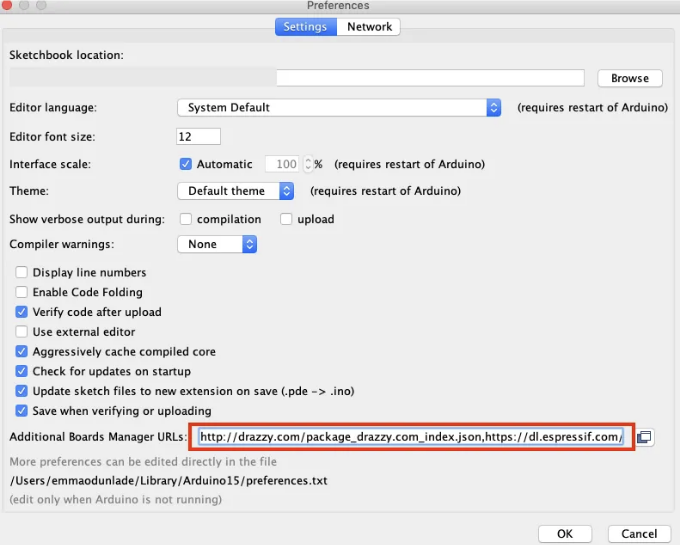 Preferences
Settings Network
Sketchbook location:
Browse
Editor language: System Default (requires restart of Arduino)
Editor font size: 12
Interface scale: Automatic 100 % (requires restart of Arduino)
Theme: Default theme (requires restart of Arduino)
Show verbose output during: compilation upload
Compiler warnings: None
Display line numbers
Enable Code Folding
Verify code after upload
Use external editor
Aggressively cache compiled core
Check for updates on startup
Update sketch files to new extension on save (.pde -> .ino)
Save when verifying or uploading
Additional Boards Manager URLs: http://drazzy.com/package_drazzy.com_index.json,https://dl.espressif.com/
More preferences can be edited directly in the file
/Users/emmaodunlade/Library/Arduino15/preferences.txt
(edit only when Arduino is not running)
OK Cancel